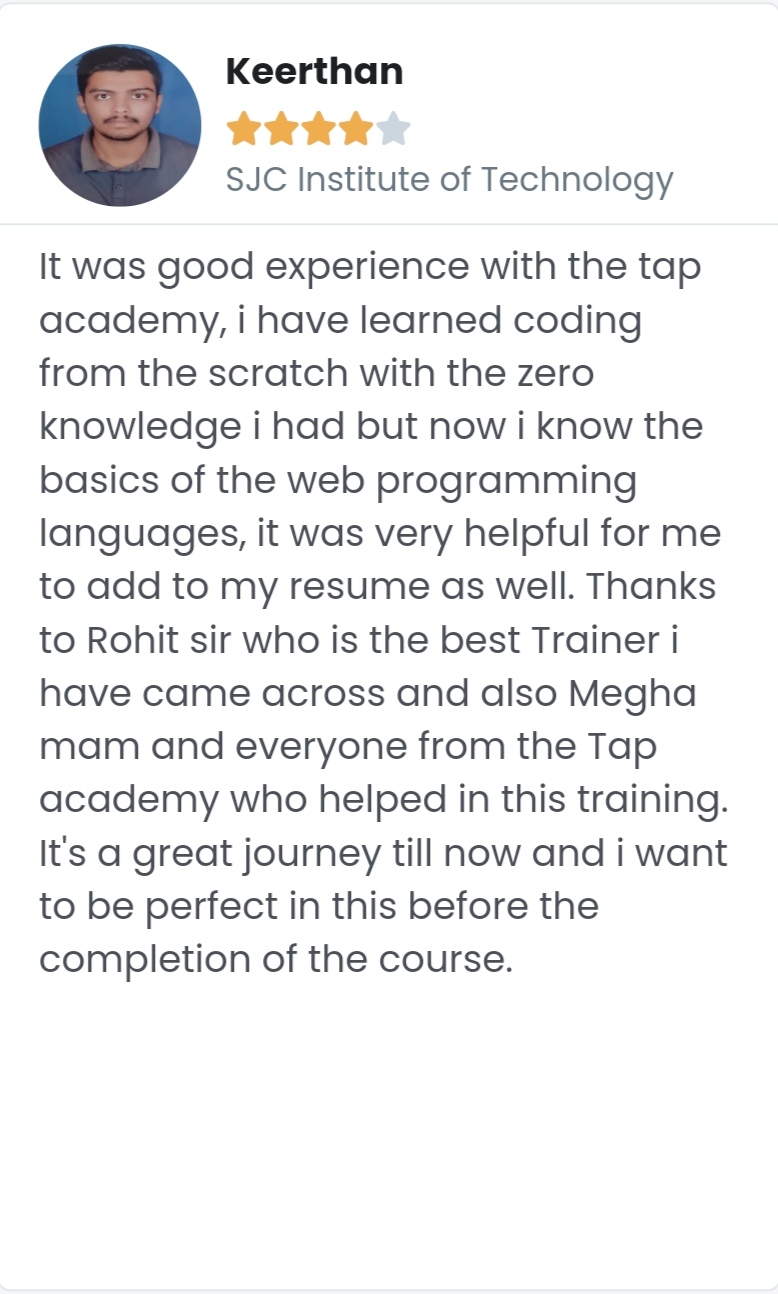 Keerthan
SJC Institute of Technology
It was good experience with the tap
academy, i have learned coding
from the scratch with the zero
knowledge i had but now i know the
basics of the web programming
languages, it was very helpful for me
to add to my resume as well. Thanks
to Rohit sir who is the best Trainer i
have came across and also Megha
mam and everyone from the Tap
academy who helped in this training.
It's a great journey till now and i want
to be perfect in this before the
completion of the course.